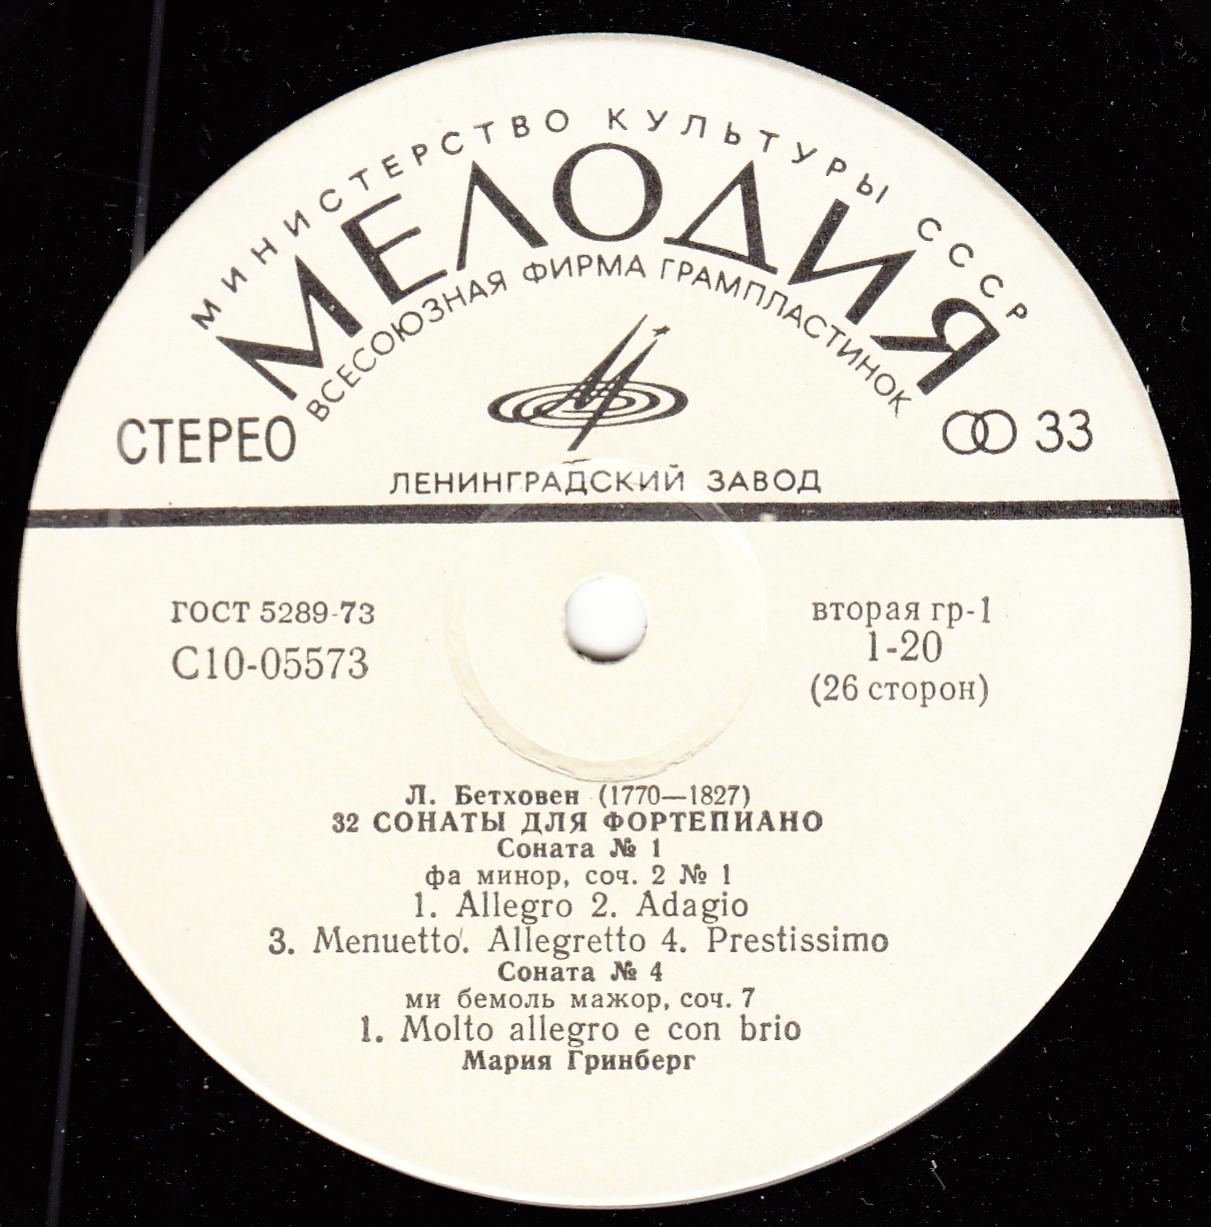 МИНИСТЕРСТВО КУЛЬТУРЫ СССР
МЕЛОДИЯ
ВСЕСОЮЗНАЯ ФИРМА ГРАМПЛАСТИНОК
СТЕРЕО
33
ЛЕНИНГРАДСКИЙ ЗАВОД
ГОСТ 5289-73
С10-05573
вторая гр-1
1-20
(26 сторон)
Л. Бетховен (1770—1827)
32 СОНАТЫ ДЛЯ ФОРТЕПИАНО
Соната № 1
фа минор, соч. 2 № 1
1. Allegro 2. Adagio
3. Menuetto. Allegretto 4. Prestissimo
Соната № 4
ми бемоль мажор, соч. 7
1. Molto allegro e con brio
Мария Гринберг